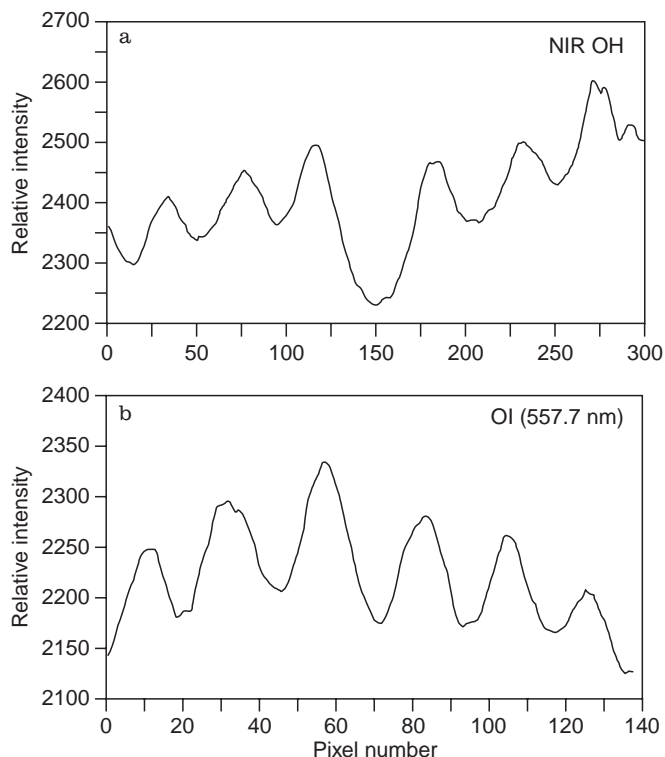 2700
a
NIR OH
2600
2500
2400
2300
2200
Relative intensity
0 50 100 150 200 250 300
2400
b
OI (557.7 nm)
2350
2300
2250
2200
2150
2100
Relative intensity
0 20 40 60 80 100 120 140
Pixel number